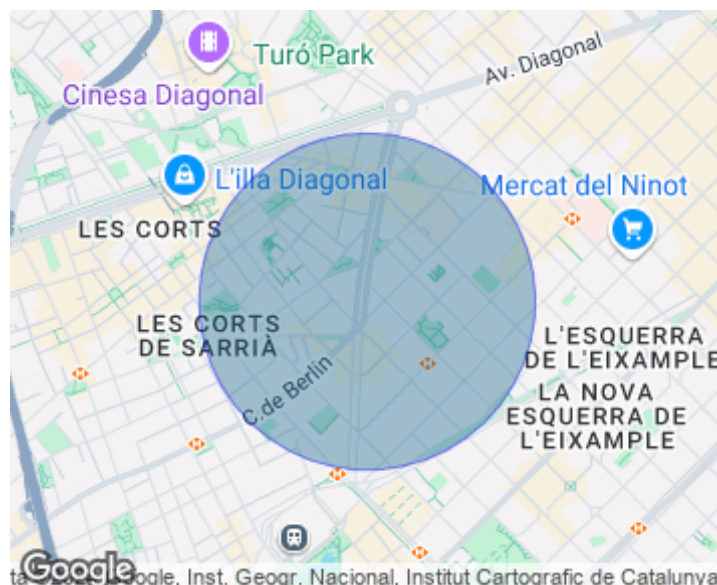 Turó Park
Av. Diagonal
Cinesa Diagonal
L'illa Diagonal
Mercat del Ninot
LES CORTS
LES CORTS
DE SARRIÀ
L'ESQUERRA
DE L'EIXAMPLE
C.de Berlín
LA NOVA
ESQUERRA DE
L'EIXAMPLE
Google
Google, Inst. Geogr. Nacional, Institut Cartogràfic de Catalunya